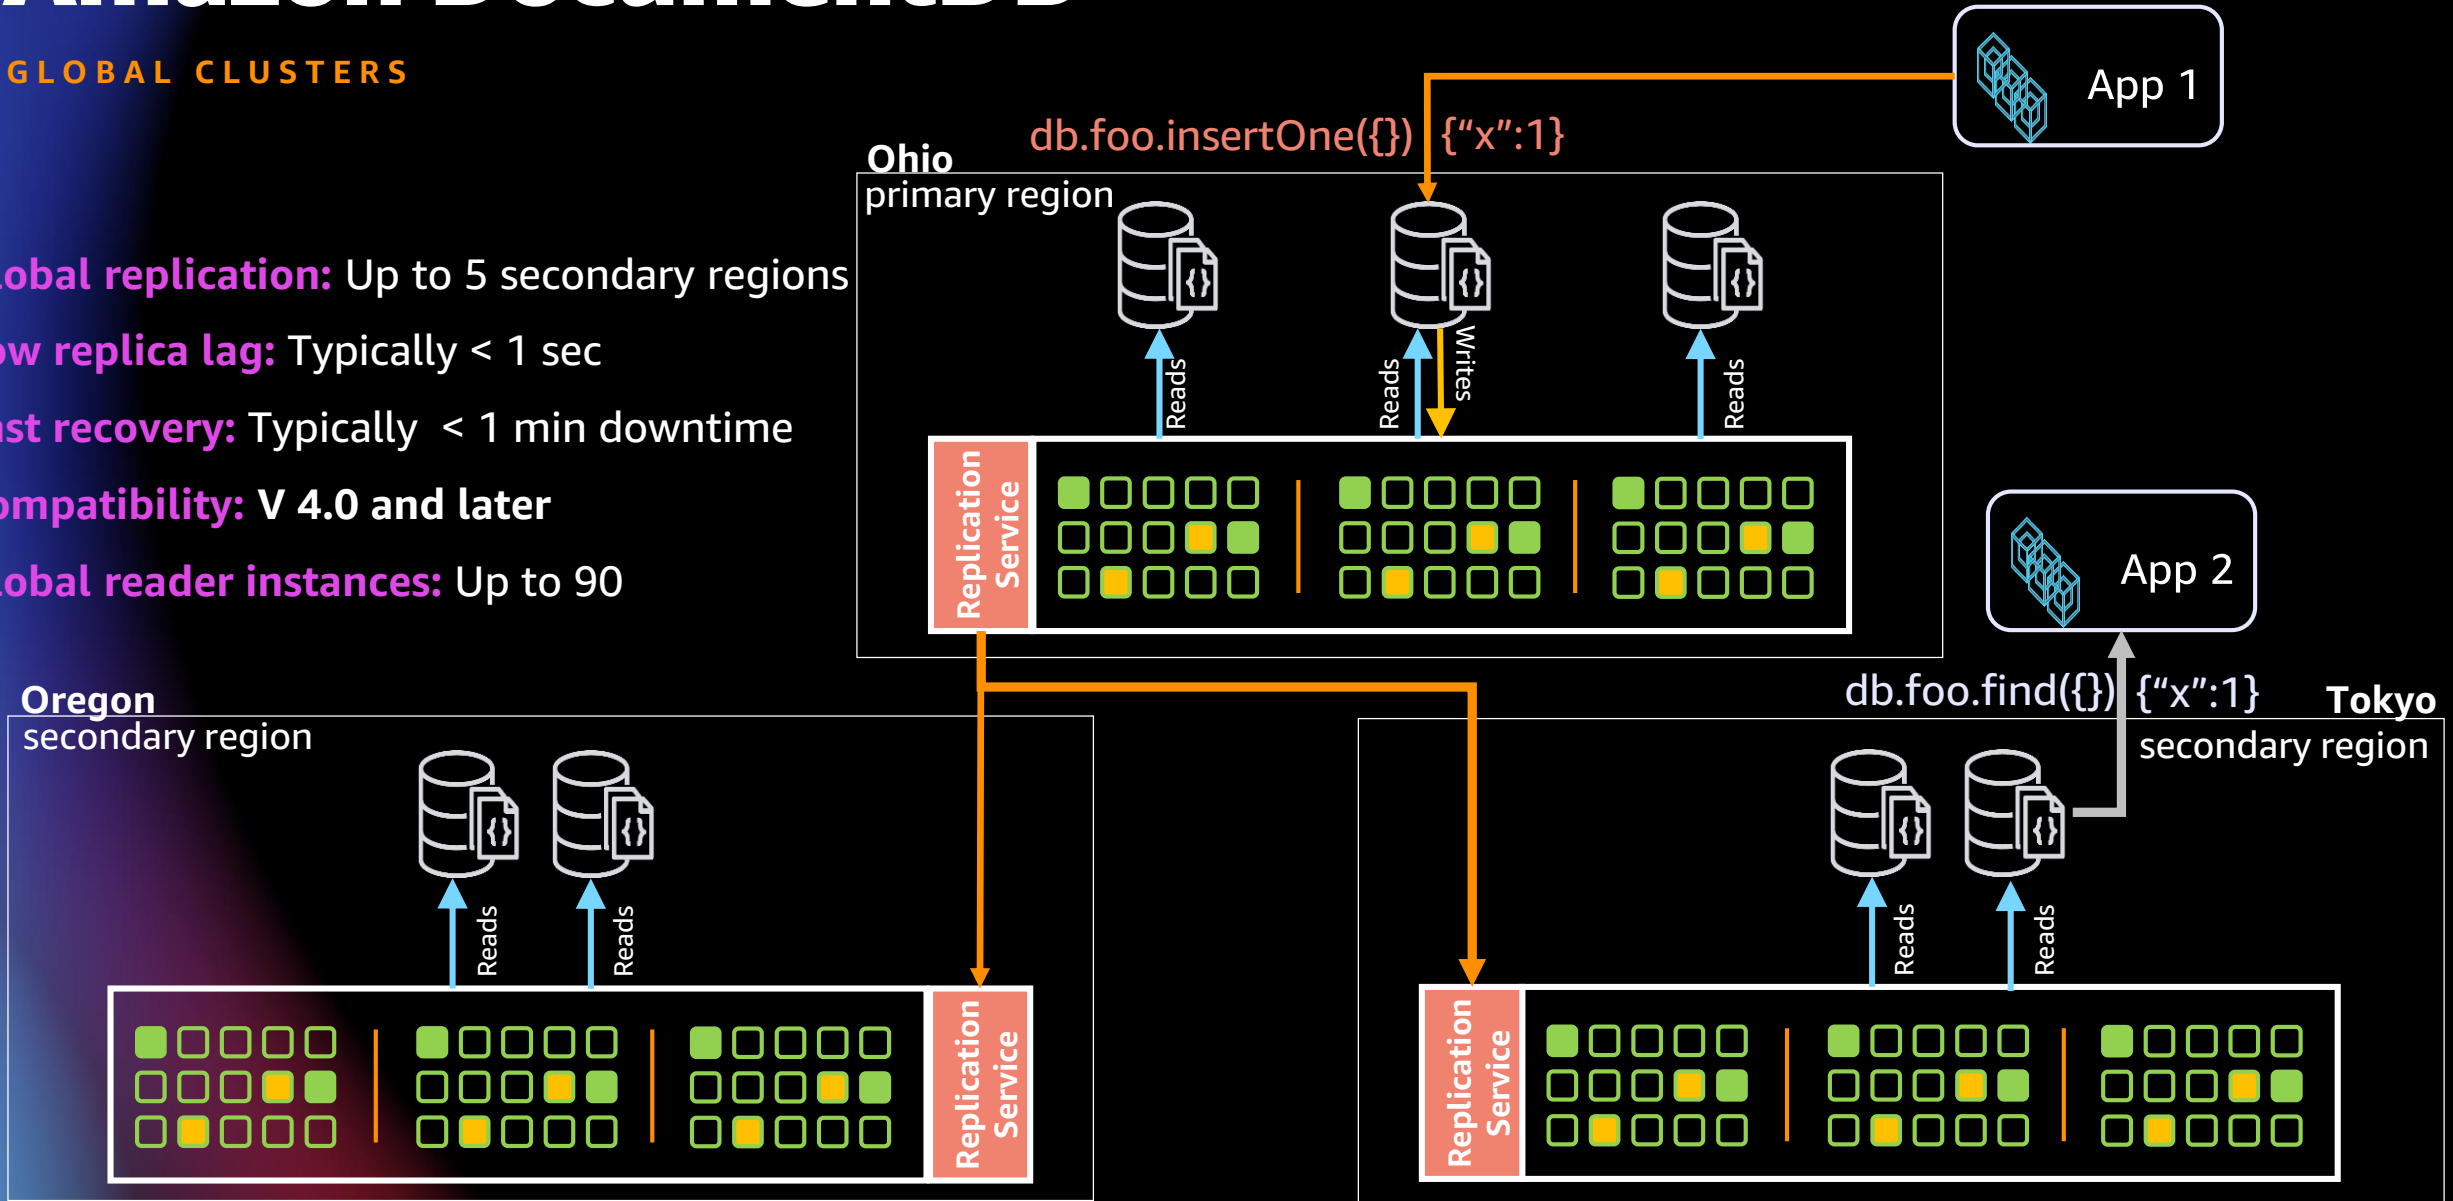 Amazon DocumentDB
GLOBAL CLUSTERS
App 1
db.foo.insertOne({}) {“x”:1}
Ohio
primary region
obal replication: Up to 5 secondary regions
ow replica lag: Typically < 1 sec
ast recovery: Typically < 1 min downtime
ompatibility: V 4.0 and later
obal reader instances: Up to 90
Reads
Reads
Writes
Reads
Replication
Service
App 2
db.foo.find({}) {“x”:1}
Oregon
secondary region
Tokyo
secondary region
Reads
Reads
Reads
Reads
Replication
Service
Replication
Service